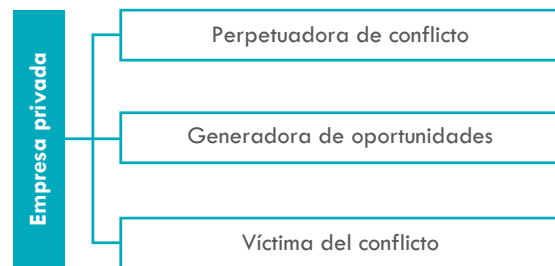 Empresa privada
Perpetuadora de conflicto
Generadora de oportunidades
Víctima del conflicto